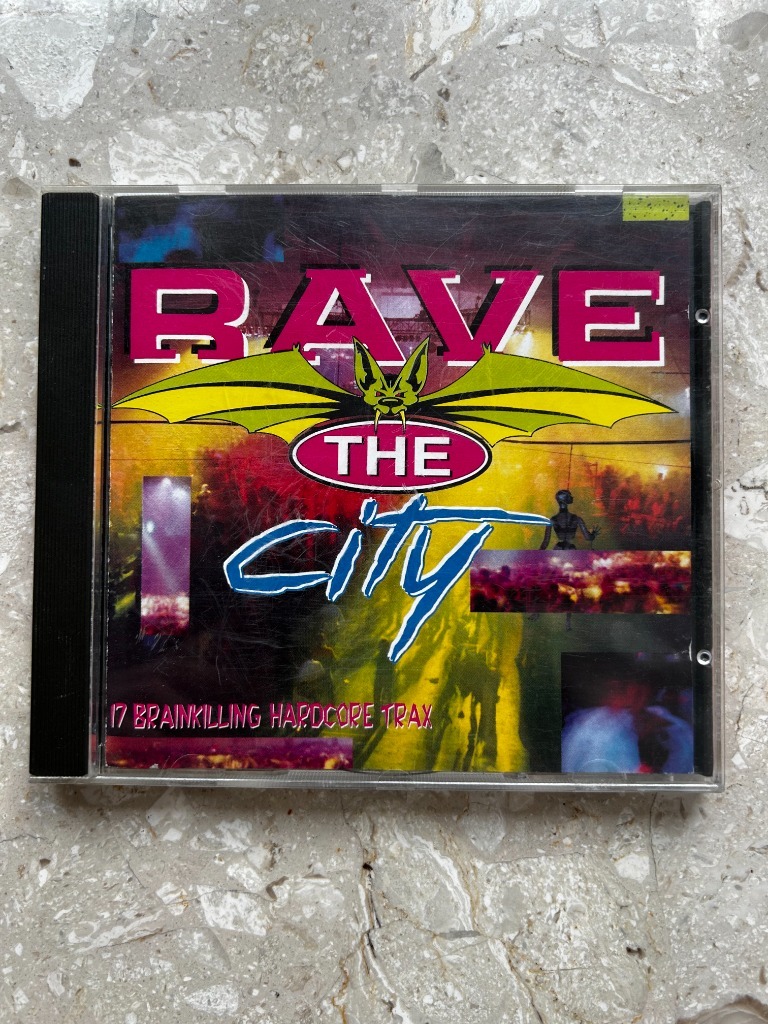 RAVE
THE
city
17 BRAINKILLING HARDCORE TRAX